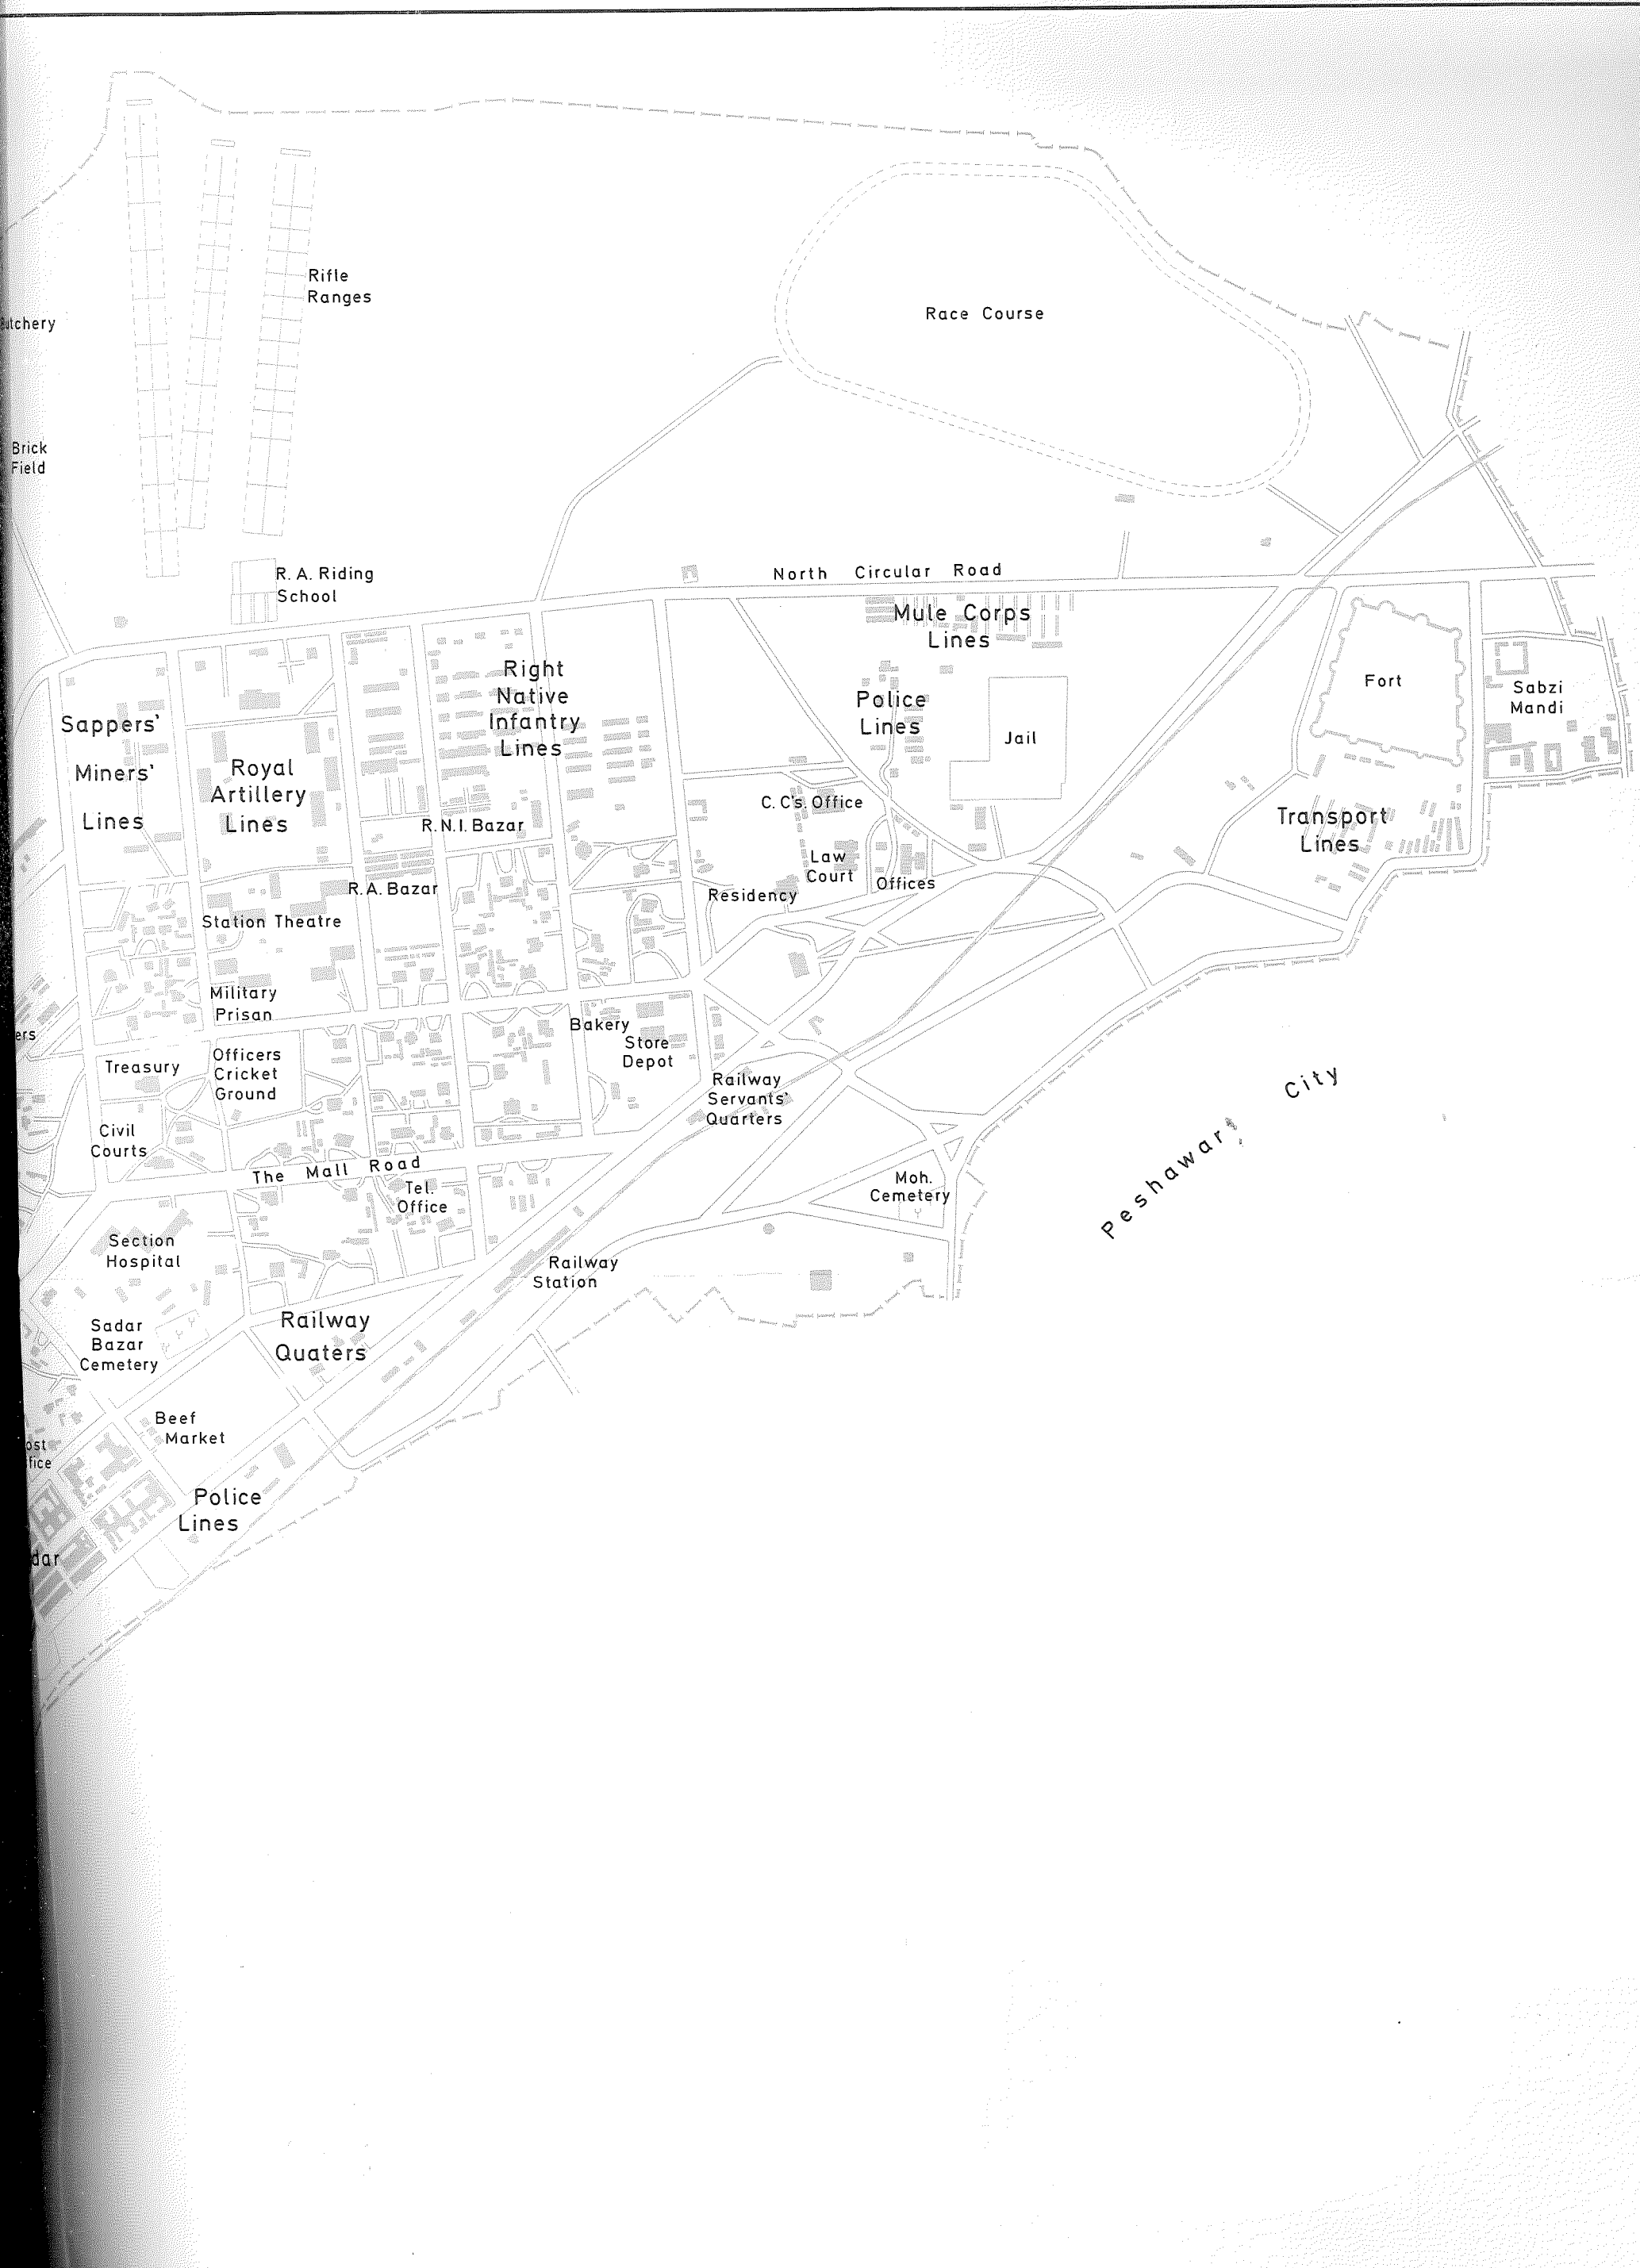 Rifle
Ranges
Race Course
Butchery
Brick
Field
R. A. Riding
School
North Circular Road
Mule Corps
Lines
Right
Native
Infantry
Lines
Police
Lines
Fort
Sabzi
Mandi
Sappers'
Miners'
Lines
Royal
Artillery
Lines
Jail
C. C's. Office
R.N.I. Bazar
Transport
Lines
Law
Court
Offices
R.A. Bazar
Residency
Station Theatre
Military
Prisan
Bakery
Store
Depot
ers
Treasury
Officers
Cricket
Ground
Railway
Servants'
Quarters
Peshawar City
Civil
Courts
The Mall Road
Tel.
Office
Moh.
Cemetery
Section
Hospital
Railway
Station
Sadar
Bazar
Cemetery
Railway
Quaters
Beef
Market
ost
fice
Police
Lines
dar